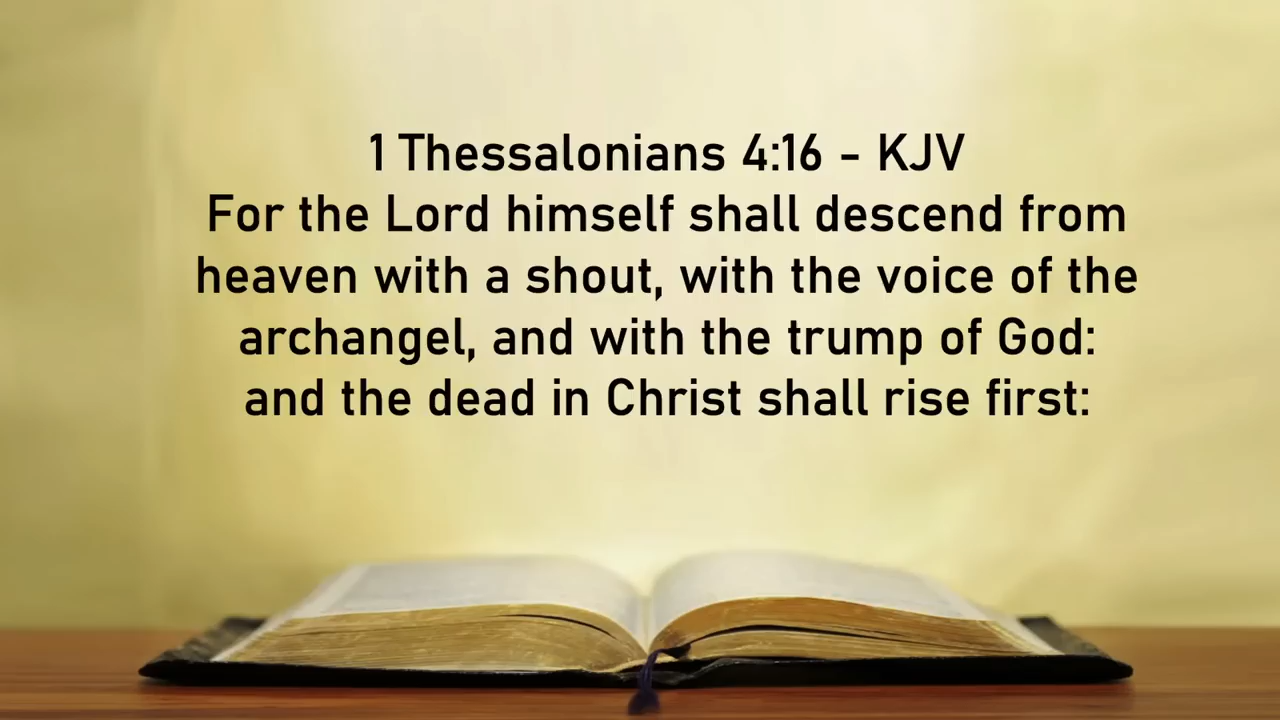 1 Thessalonians 4:16 - KJV
For the Lord himself shall descend from
heaven with a shout, with the voice of the
archangel, and with the trump of God:
and the dead in Christ shall rise first: